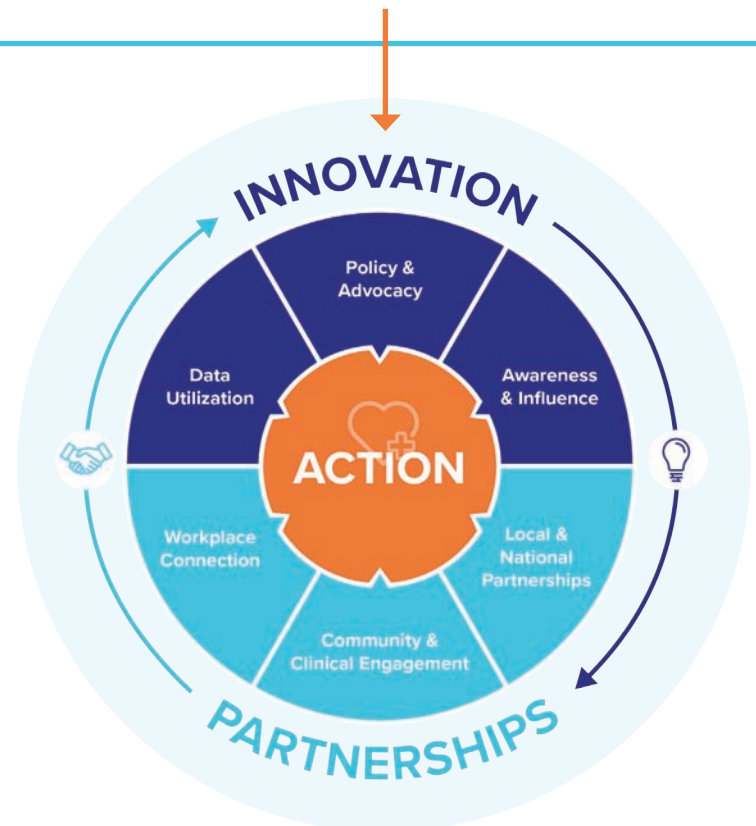 INNOVATION
Policy &
Advocacy
Data
Utilization
Awareness
& Influence
ACTION
Workplace
Connection
Local &
National
Partnerships
Community &
Clinical Engagement
PARTNERSHIPS